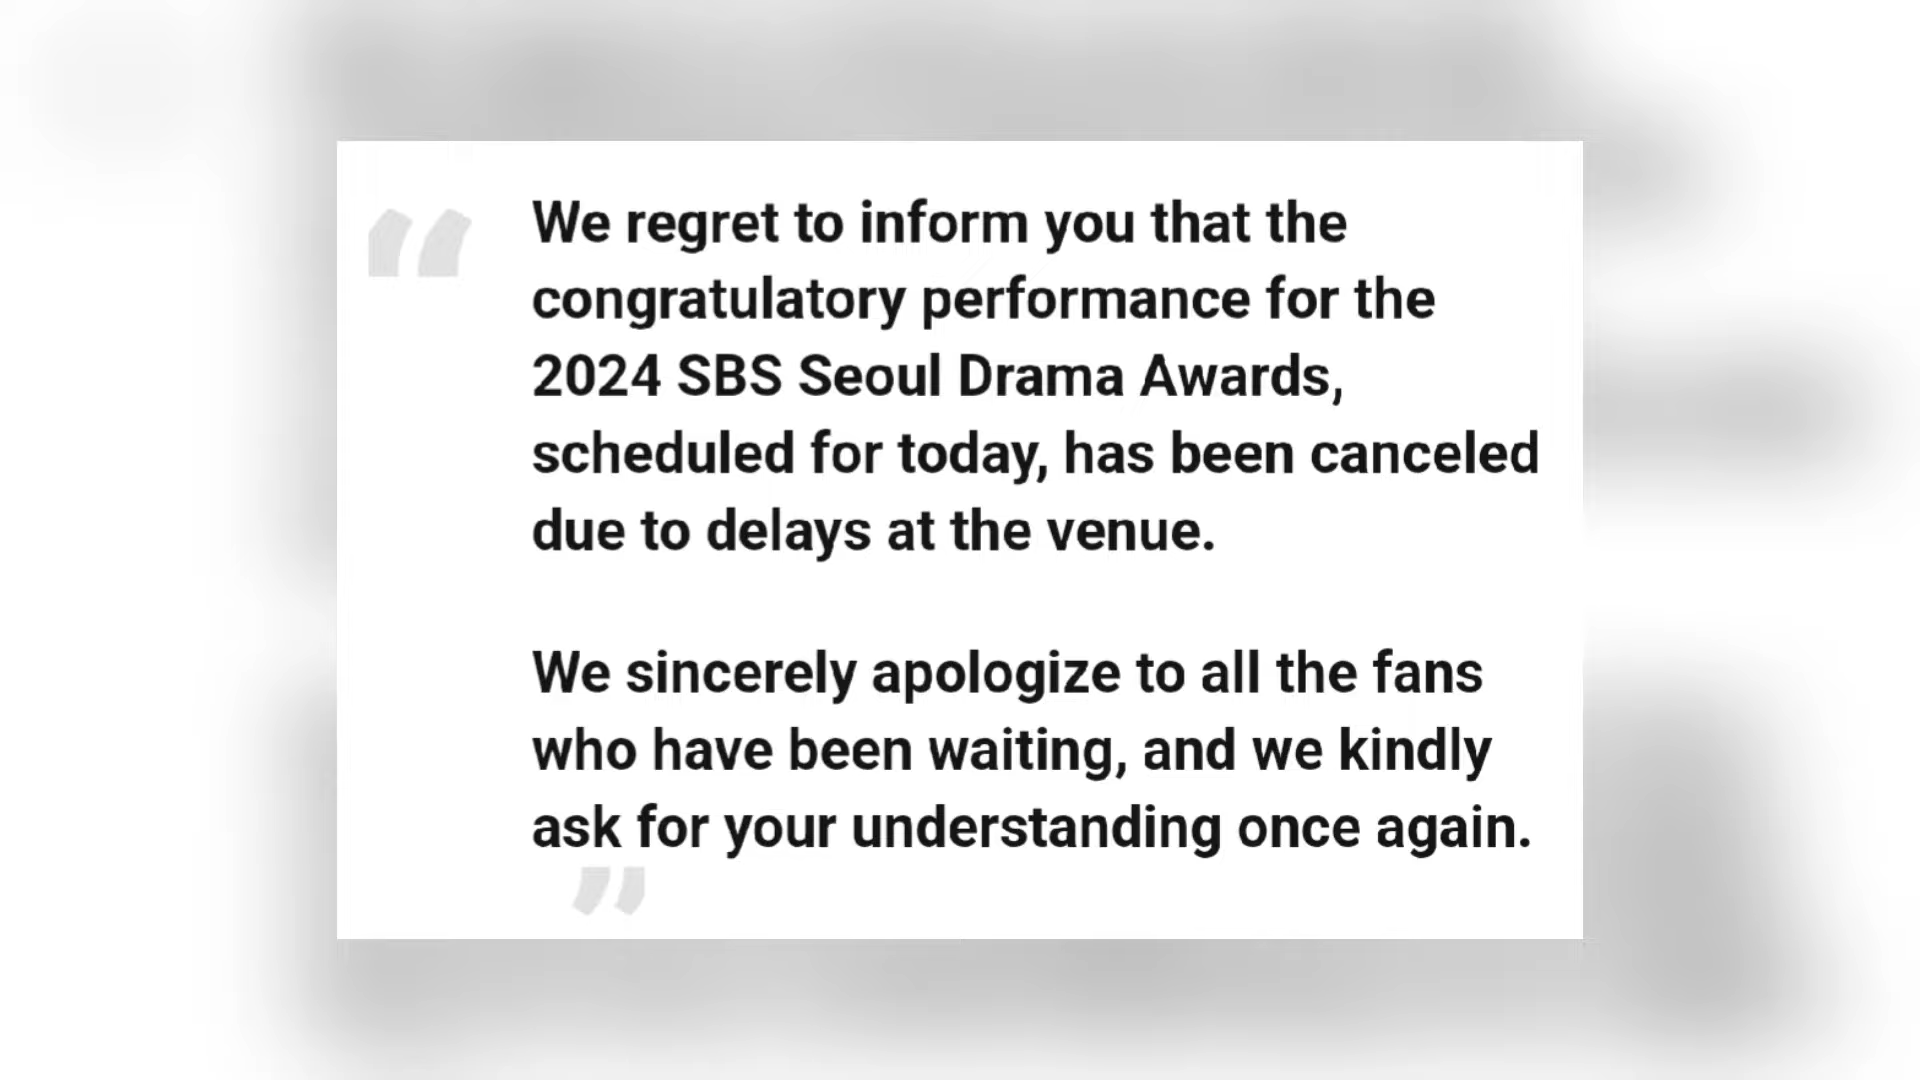 “
We regret to inform you that the
congratulatory performance for the
2024 SBS Seoul Drama Awards,
scheduled for today, has been canceled
due to delays at the venue.
We sincerely apologize to all the fans
who have been waiting, and we kindly
ask for your understanding once again.
”